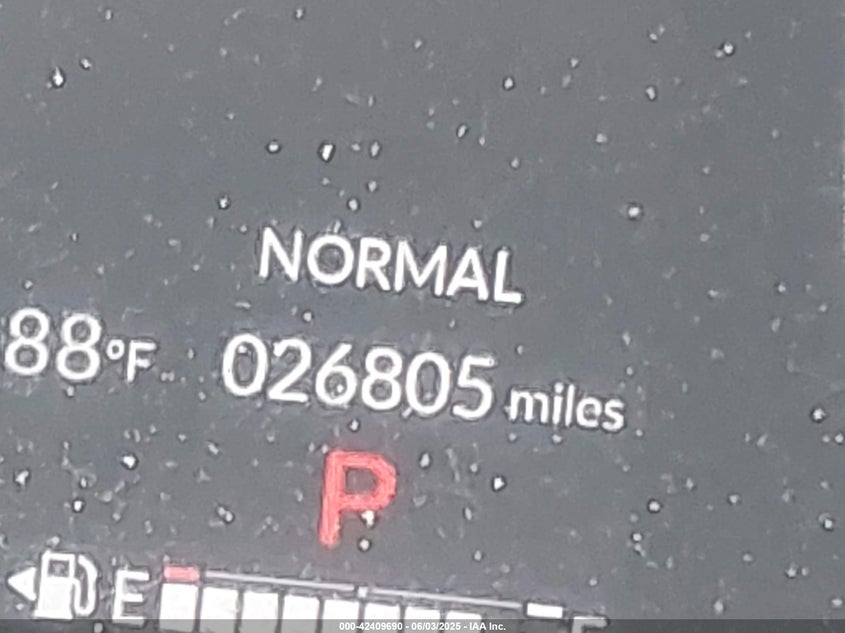 NORMAL
88°F 026805 miles
P
E F
000-42409690 - 06/03/2025 - IAA Inc.